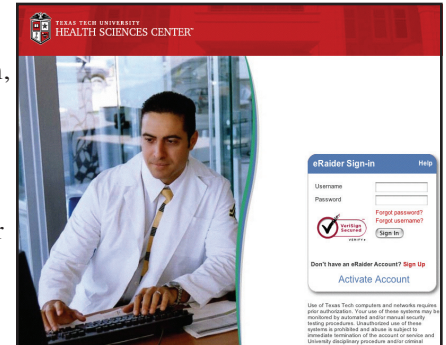 TEXAS TECH UNIVERSITY
HEALTH SCIENCES CENTER™
eRaider Sign-in Help
Username
Password
Forgot password?
Forgot username?
VeriSign
Secured
VERIFY
Sign In
Don't have an eRaider Account? Sign Up
Activate Account
Use of Texas Tech computers and networks requires
prior authorization. Your use of these systems may be
monitored by automated and/or manual security
testing procedures. Unauthorized use of these
systems is prohibited and abuse is subject to
immediate termination of the account or service and
University disciplinary procedure and/or criminal